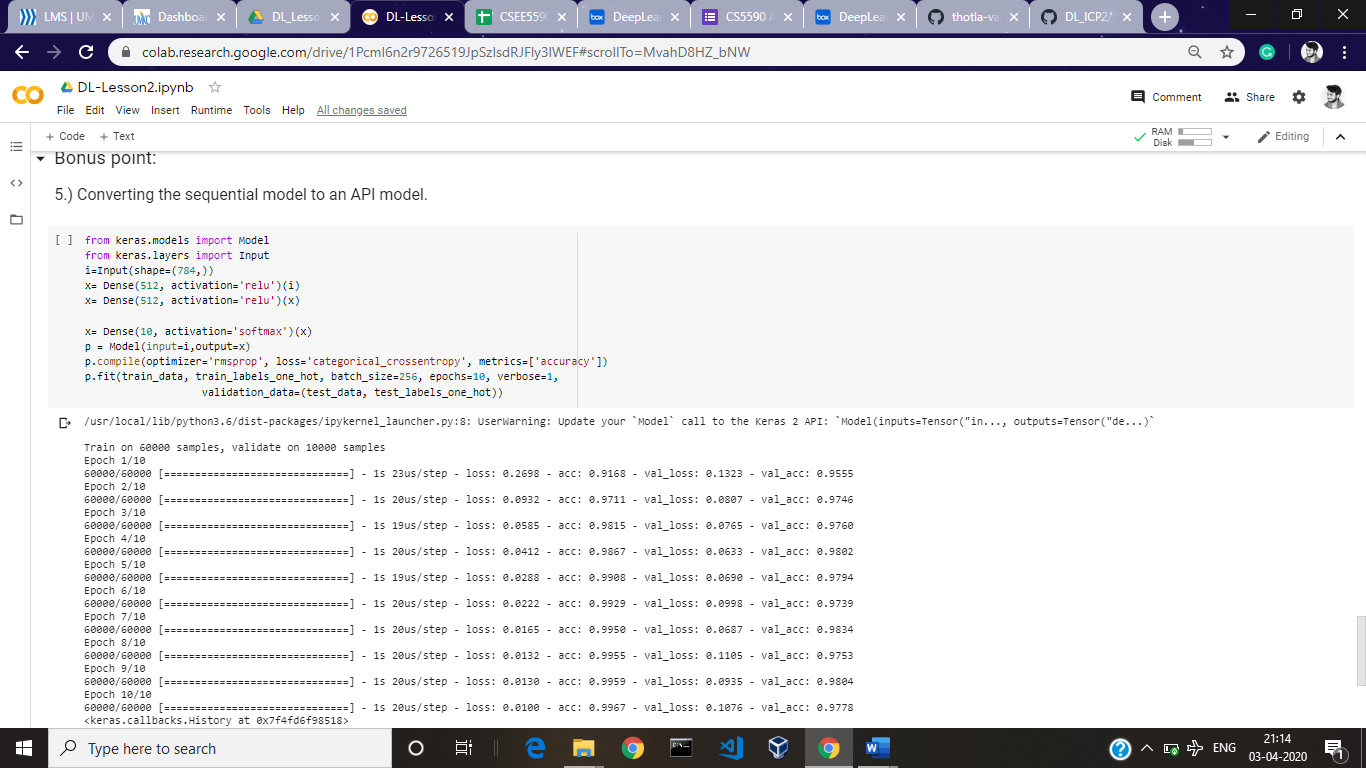 LMS | UM
Dashboa
DL_Lesso
DL-Lesso
CSEE559
DeepLea
CS5590 A
DeepLea
thotla-va
DL_ICP2/
colab.research.google.com/drive/1Pcml6n2r9726519JpSzIsdRJFly3lWEF#scrollTo=MvahD8HZ_bNW
DL-Lesson2.ipynb
File Edit View Insert Runtime Tools Help All changes saved
Comment Share
+ Code + Text
RAM
Disk
Editing
Bonus point:
5.) Converting the sequential model to an API model.
[ ] from keras.models import Model
from keras.layers import Input
i=Input(shape=(784,))
x= Dense(512, activation='relu')(i)
x= Dense(512, activation='relu')(x)
x= Dense(10, activation='softmax')(x)
p = Model(input=i,output=x)
p.compile(optimizer='rmsprop', loss='categorical_crossentropy', metrics=['accuracy'])
p.fit(train_data, train_labels_one_hot, batch_size=256, epochs=10, verbose=1,
validation_data=(test_data, test_labels_one_hot))
/usr/local/lib/python3.6/dist-packages/ipykernel_launcher.py:8: UserWarning: Update your `Model` call to the Keras 2 API: `Model(inputs=Tensor("in..., outputs=Tensor("de...)`
Train on 60000 samples, validate on 10000 samples
Epoch 1/10
60000/60000 [==============================] - 1s 23us/step - loss: 0.2698 - acc: 0.9168 - val_loss: 0.1323 - val_acc: 0.9555
Epoch 2/10
60000/60000 [==============================] - 1s 20us/step - loss: 0.0932 - acc: 0.9711 - val_loss: 0.0807 - val_acc: 0.9746
Epoch 3/10
60000/60000 [==============================] - 1s 19us/step - loss: 0.0585 - acc: 0.9815 - val_loss: 0.0765 - val_acc: 0.9760
Epoch 4/10
60000/60000 [==============================] - 1s 20us/step - loss: 0.0412 - acc: 0.9867 - val_loss: 0.0633 - val_acc: 0.9802
Epoch 5/10
60000/60000 [==============================] - 1s 19us/step - loss: 0.0288 - acc: 0.9908 - val_loss: 0.0690 - val_acc: 0.9794
Epoch 6/10
60000/60000 [==============================] - 1s 20us/step - loss: 0.0222 - acc: 0.9929 - val_loss: 0.0998 - val_acc: 0.9739
Epoch 7/10
60000/60000 [==============================] - 1s 20us/step - loss: 0.0165 - acc: 0.9950 - val_loss: 0.0687 - val_acc: 0.9834
Epoch 8/10
60000/60000 [==============================] - 1s 20us/step - loss: 0.0132 - acc: 0.9955 - val_loss: 0.1105 - val_acc: 0.9753
Epoch 9/10
60000/60000 [==============================] - 1s 20us/step - loss: 0.0130 - acc: 0.9959 - val_loss: 0.0935 - val_acc: 0.9804
Epoch 10/10
60000/60000 [==============================] - 1s 20us/step - loss: 0.0100 - acc: 0.9967 - val_loss: 0.1076 - val_acc: 0.9778
<keras.callbacks.History at 0x7f4fd6f98518>
Type here to search
ENG
21:14
03-04-2020
1